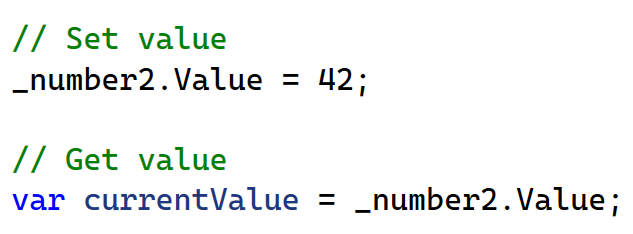 // Set value
_number2.Value = 42;
// Get value
var currentValue = _number2.Value;